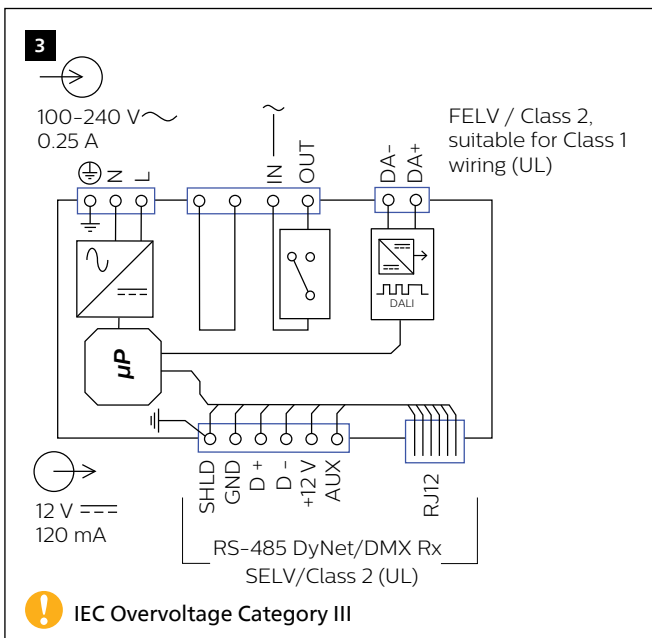 3
100-240 V
0.25 A
N
L
IN
OUT
DA-
DA+
FELV / Class 2,
suitable for Class 1
wiring (UL)
DALI
µP
SHLD
GND
D +
D -
+12 V
AUX
RJ12
12 V
120 mA
RS-485 DyNet/DMX Rx
SELV/Class 2 (UL)
! IEC Overvoltage Category III